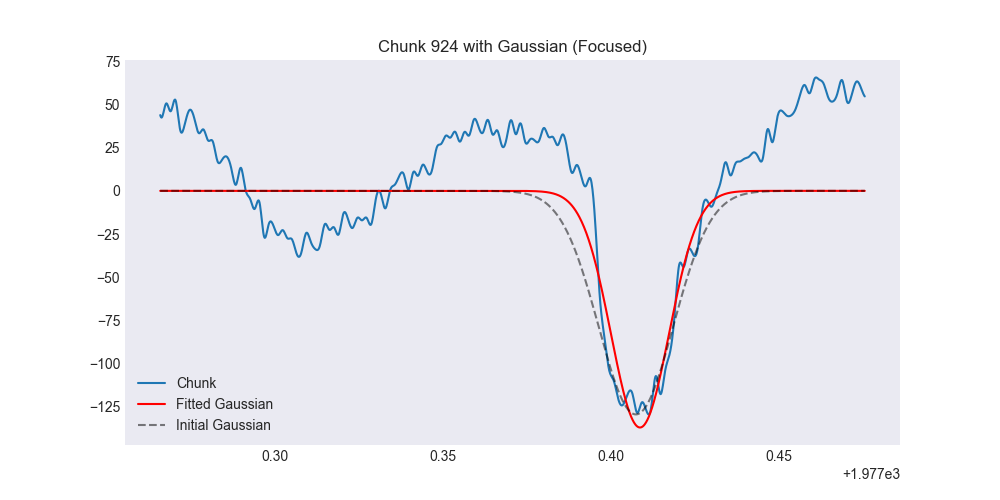 Chunk 924 with Gaussian (Focused)
75
50
25
0
−25
−50
−75
−100
−125
Chunk
Fitted Gaussian
Initial Gaussian
0.30 0.35 0.40 0.45
+1.977e3